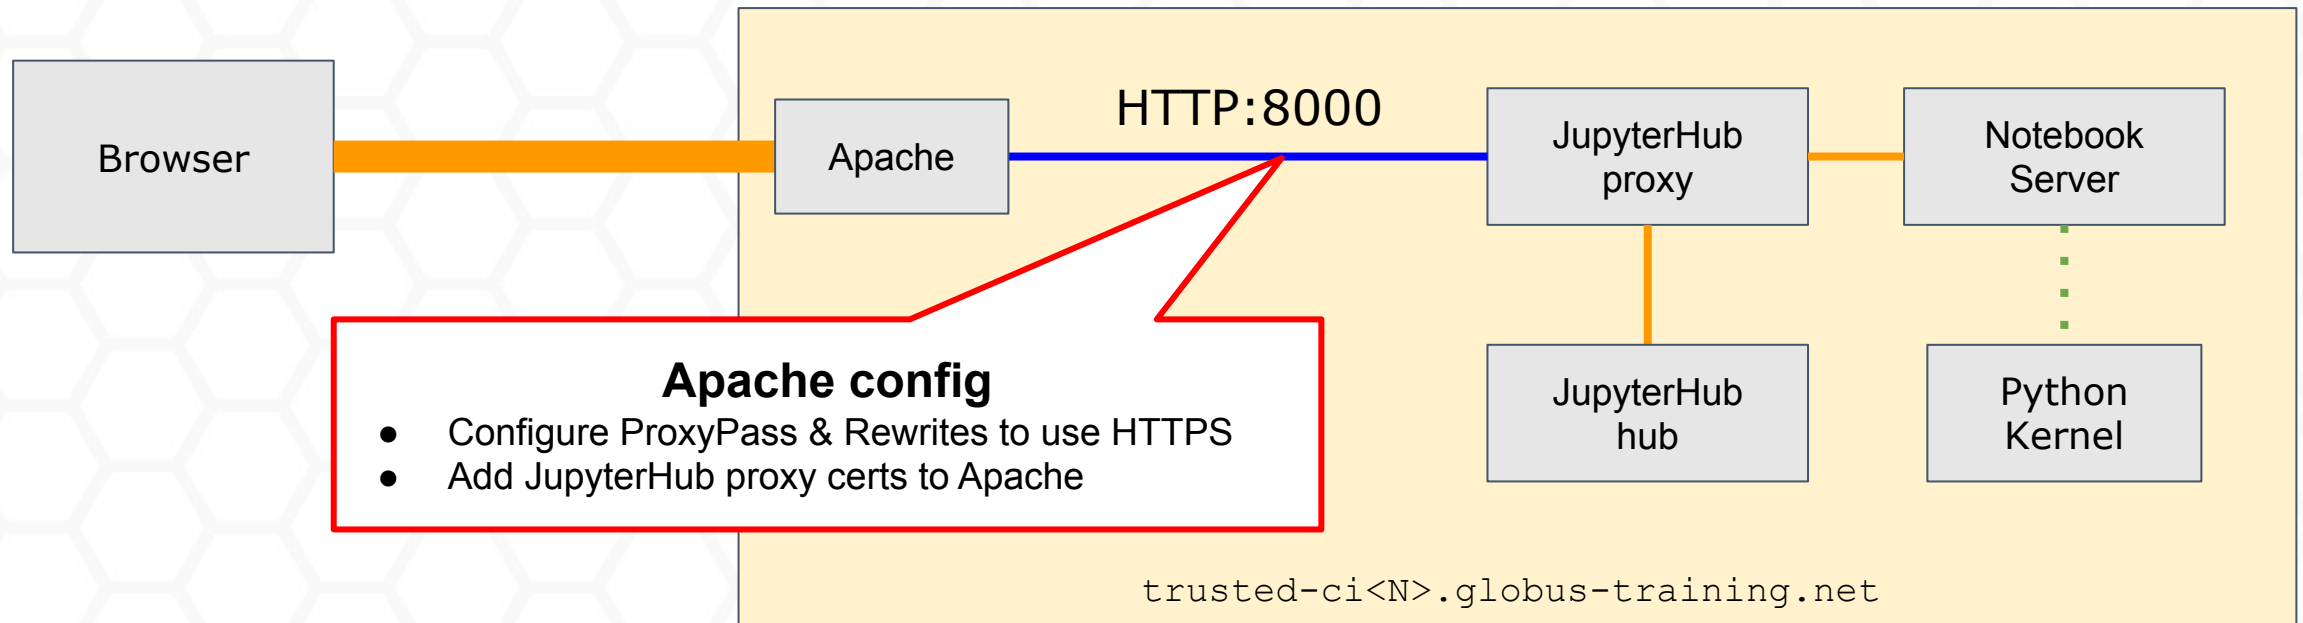 Browser
Apache
HTTP:8000
JupyterHub
proxy
Notebook
Server
Apache config
● Configure ProxyPass & Rewrites to use HTTPS
● Add JupyterHub proxy certs to Apache
JupyterHub
hub
Python
Kernel
trusted-ci<N>.globus-training.net